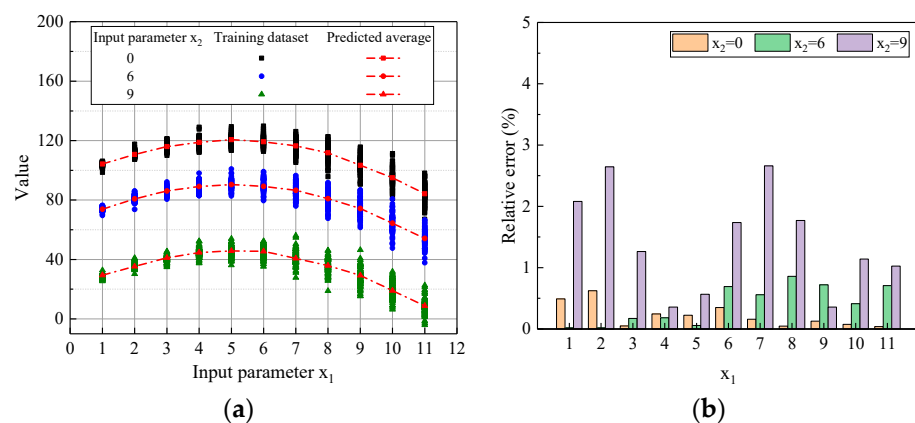 (a)
Value
200
160
120
80
40
0
Input parameter x2 Training dataset Predicted average
0
6
9
0 1 2 3 4 5 6 7 8 9 10 11 12
Input parameter x1
(b)
Relative error (%)
5
4
3
2
1
0
x2=0 x2=6 x2=9
1 2 3 4 5 6 7 8 9 10 11
x1